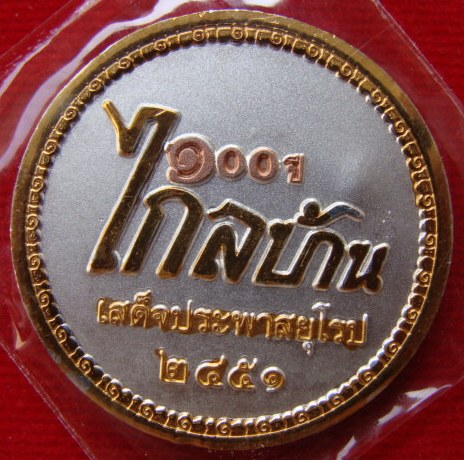 ๑๐๐ ปี
ไกลบ้าน
เสด็จประพาสยุโรป
๒๔๕๑